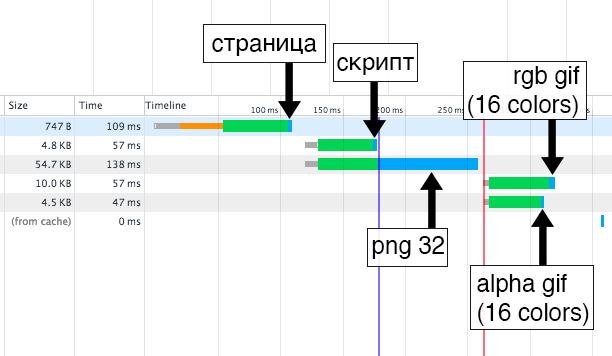 страница
скрипт
rgb gif
(16 colors)
Size Time Timeline 100 ms 150 ms 200 ms 250 ms
747 B 109 ms
4.8 KB 57 ms
54.7 KB 138 ms
10.0 KB 57 ms
4.5 KB 47 ms
(from cache) 0 ms
png 32
alpha gif
(16 colors)